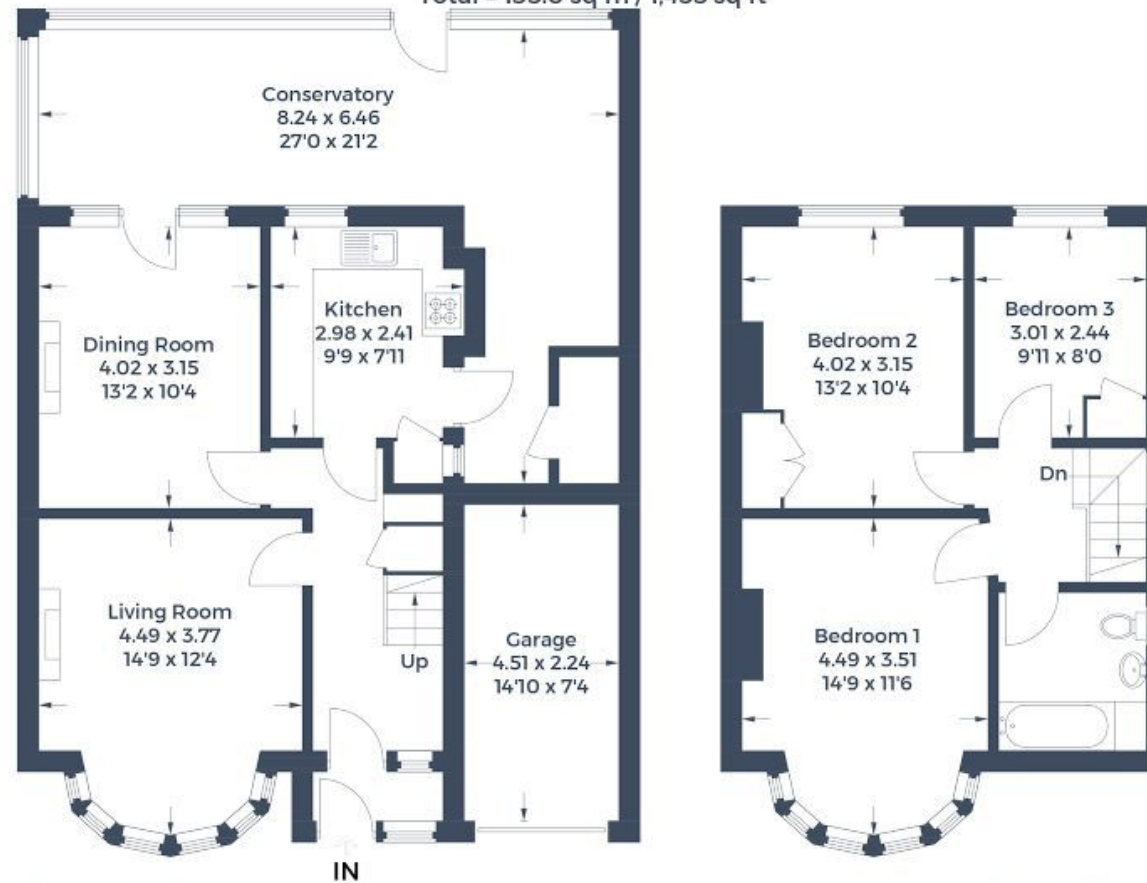 Conservatory
8.24 x 6.46
27'0 x 21'2
Kitchen
2.98 x 2.41
9'9 x 7'11
Dining Room
4.02 x 3.15
13'2 x 10'4
Living Room
4.49 x 3.77
14'9 x 12'4
Up
Garage
4.51 x 2.24
14'10 x 7'4
IN
Bedroom 2
4.02 x 3.15
13'2 x 10'4
Bedroom 3
3.01 x 2.44
9'11 x 8'0
Dn
Bedroom 1
4.49 x 3.51
14'9 x 11'6